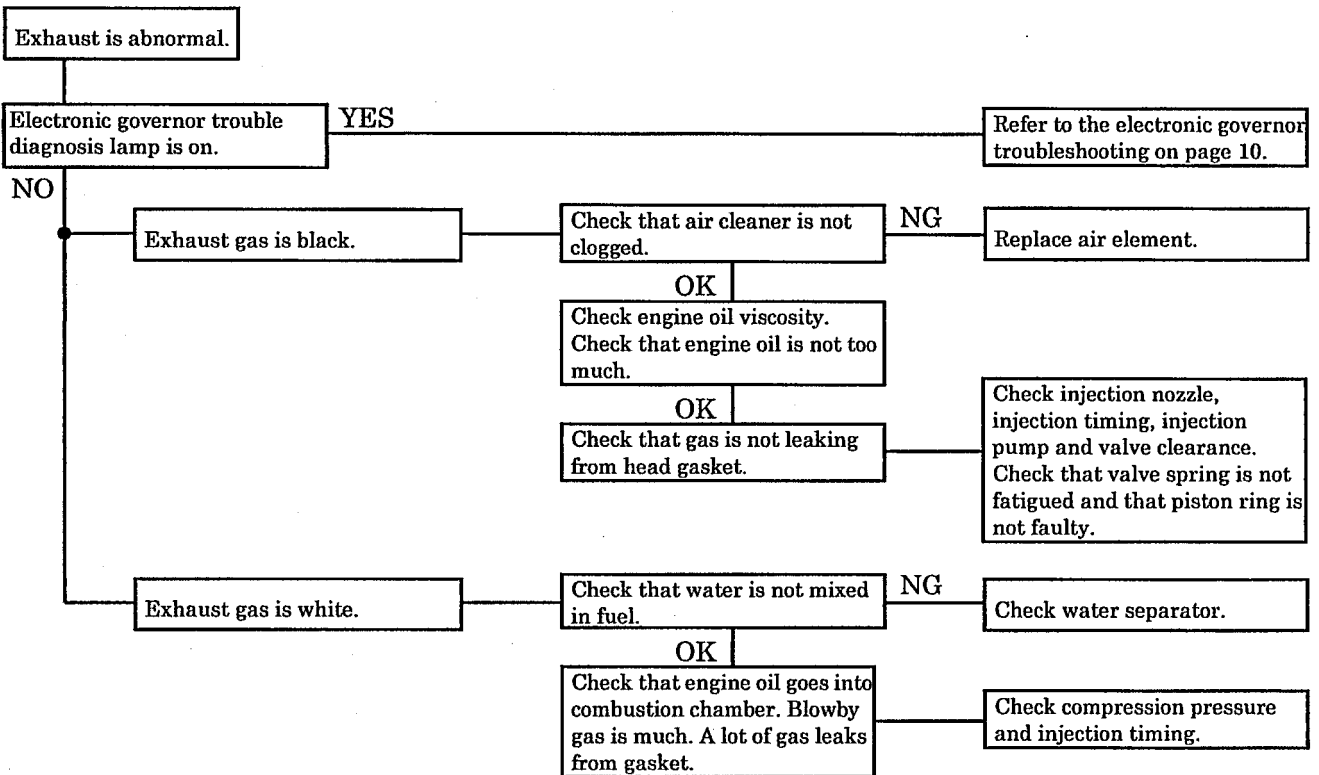 Exhaust is abnormal.
Electronic governor trouble
diagnosis lamp is on.
YES
Refer to the electronic governor
troubleshooting on page 10.
NO
Exhaust gas is black.
Check that air cleaner is not
clogged.
NG
Replace air element.
OK
Check engine oil viscosity.
Check that engine oil is not too
much.
OK
Check that gas is not leaking
from head gasket.
Check injection nozzle,
injection timing, injection
pump and valve clearance.
Check that valve spring is not
fatigued and that piston ring is
not faulty.
Exhaust gas is white.
Check that water is not mixed
in fuel.
NG
Check water separator.
OK
Check that engine oil goes into
combustion chamber. Blowby
gas is much. A lot of gas leaks
from gasket.
Check compression pressure
and injection timing.